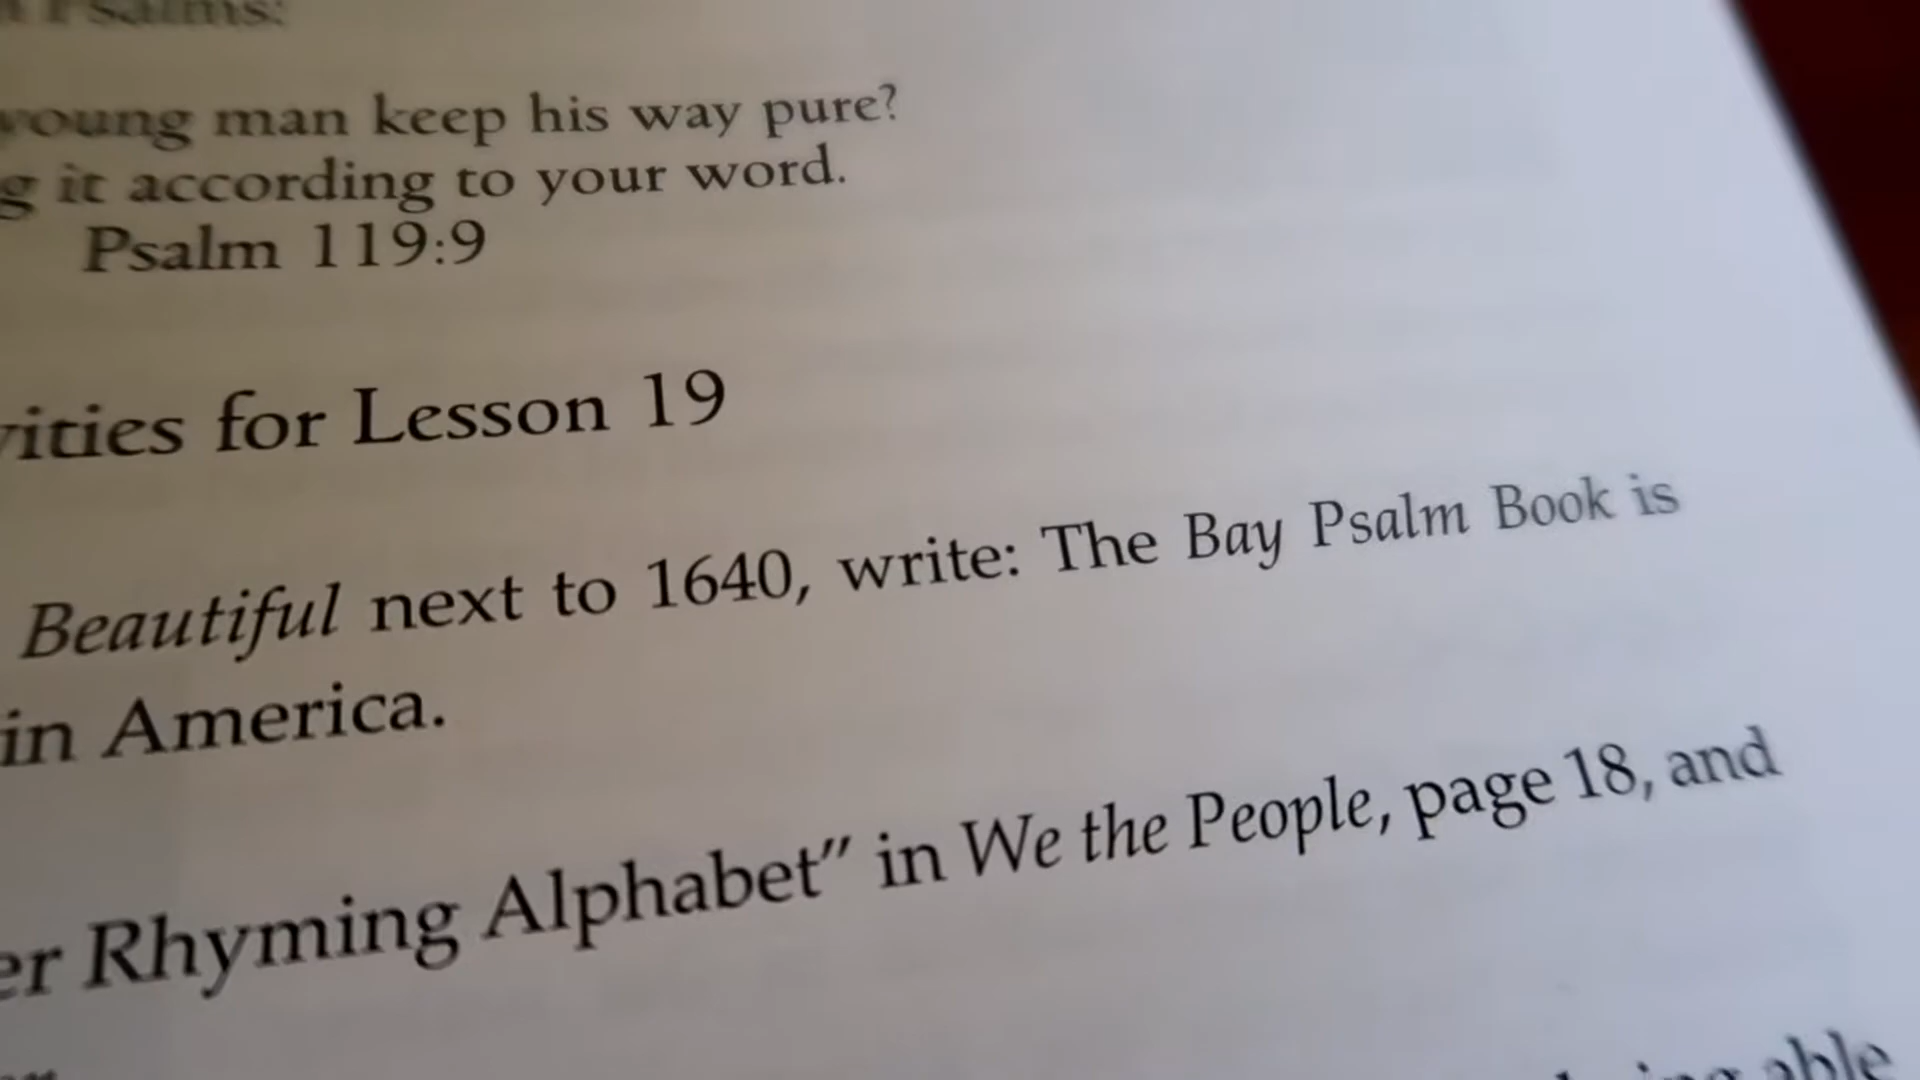 Psalms:
young man keep his way pure?
g it according to your word.
Psalm 119:9
vities for Lesson 19
Beautiful next to 1640, write: The Bay Psalm Book is
in America.
er Rhyming Alphabet" in We the People, page 18, and
able